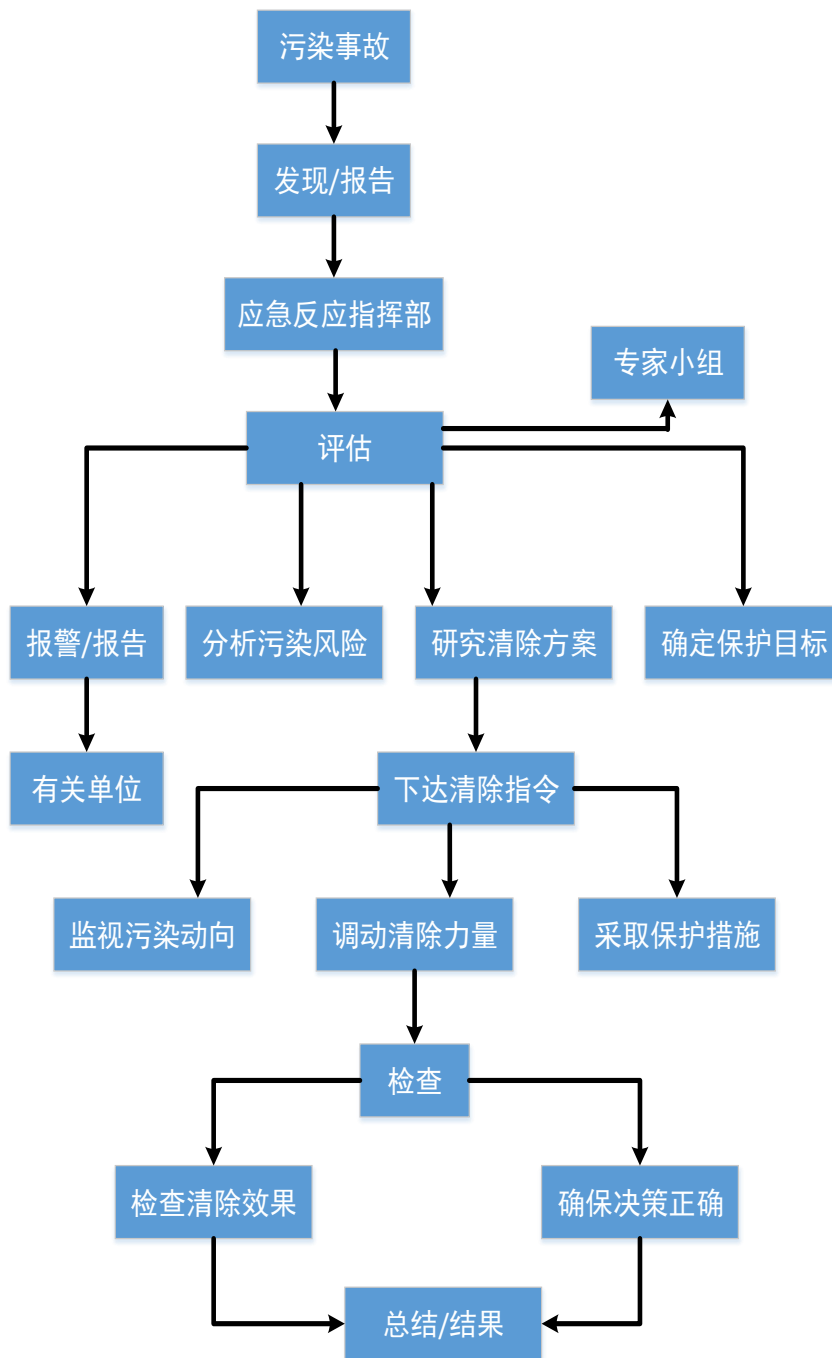 污染事故
发现/报告
应急反应指挥部
专家小组
评估
报警/报告
分析污染风险
研究清除方案
确定保护目标
有关单位
下达清除指令
监视污染动向
调动清除力量
采取保护措施
检查
检查清除效果
确保决策正确
总结/结果